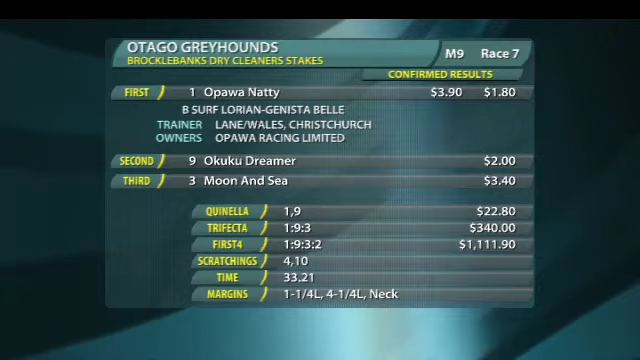 OTAGO GREYHOUNDS M9 Race 7
BROCKLEBANKS DRY CLEANERS STAKES
CONFIRMED RESULTS
FIRST 1 Opawa Natty $3.90 $1.80
B SURF LORIAN-GENISTA BELLE
TRAINER LANE/WALES, CHRISTCHURCH
OWNERS OPAWA RACING LIMITED
SECOND 9 Okuku Dreamer $2.00
THIRD 3 Moon And Sea $3.40
QUINELLA 1,9 $22.80
TRIFECTA 1:9:3 $340.00
FIRST4 1:9:3:2 $1,111.90
SCRATCHINGS 4,10
TIME 33.21
MARGINS 1-1/4L, 4-1/4L, Neck